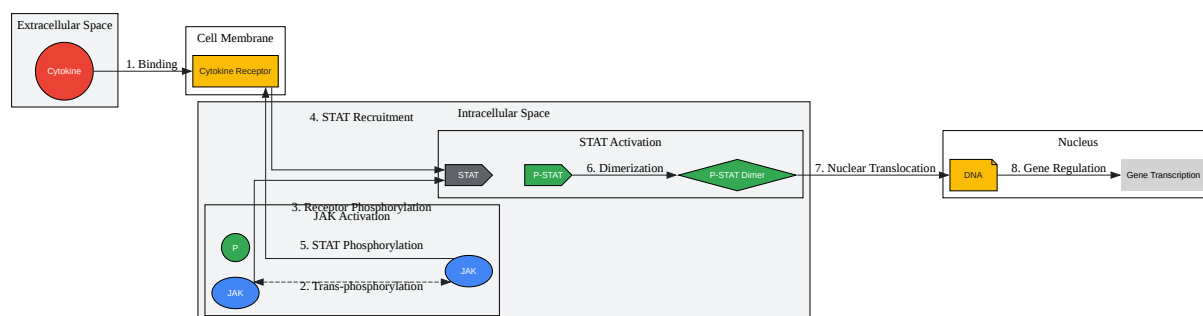 Extracellular Space
Cytokine
1. Binding
Cell Membrane
Cytokine Receptor
Intracellular Space
4. STAT Recruitment
STAT Activation
STAT
P-STAT
6. Dimerization
P-STAT Dimer
7. Nuclear Translocation
Nucleus
DNA
8. Gene Regulation
Gene Transcription
3. Receptor Phosphorylation
JAK Activation
P
5. STAT Phosphorylation
JAK
JAK
2. Trans-phosphorylation